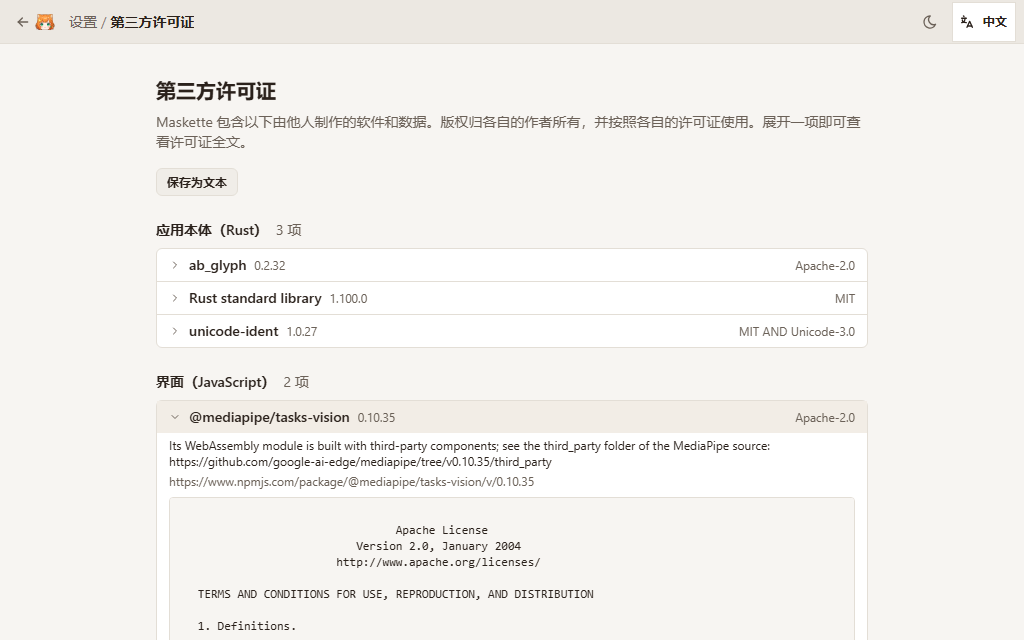 设置 / 第三方许可证
中文
第三方许可证
Maskette 包含以下由他人制作的软件和数据。版权归各自的作者所有，并按照各自的许可证使用。展开一项即可查
看许可证全文。
保存为文本
应用本体（Rust） 3 项
ab_glyph 0.2.32 Apache-2.0
Rust standard library 1.100.0 MIT
unicode-ident 1.0.27 MIT AND Unicode-3.0
界面（JavaScript） 2 项
@mediapipe/tasks-vision 0.10.35 Apache-2.0
Its WebAssembly module is built with third-party components; see the third_party folder of the MediaPipe source:
https://github.com/google-ai-edge/mediapipe/tree/v0.10.35/third_party
https://www.npmjs.com/package/@mediapipe/tasks-vision/v/0.10.35
Apache License
Version 2.0, January 2004
http://www.apache.org/licenses/
TERMS AND CONDITIONS FOR USE, REPRODUCTION, AND DISTRIBUTION
1. Definitions.